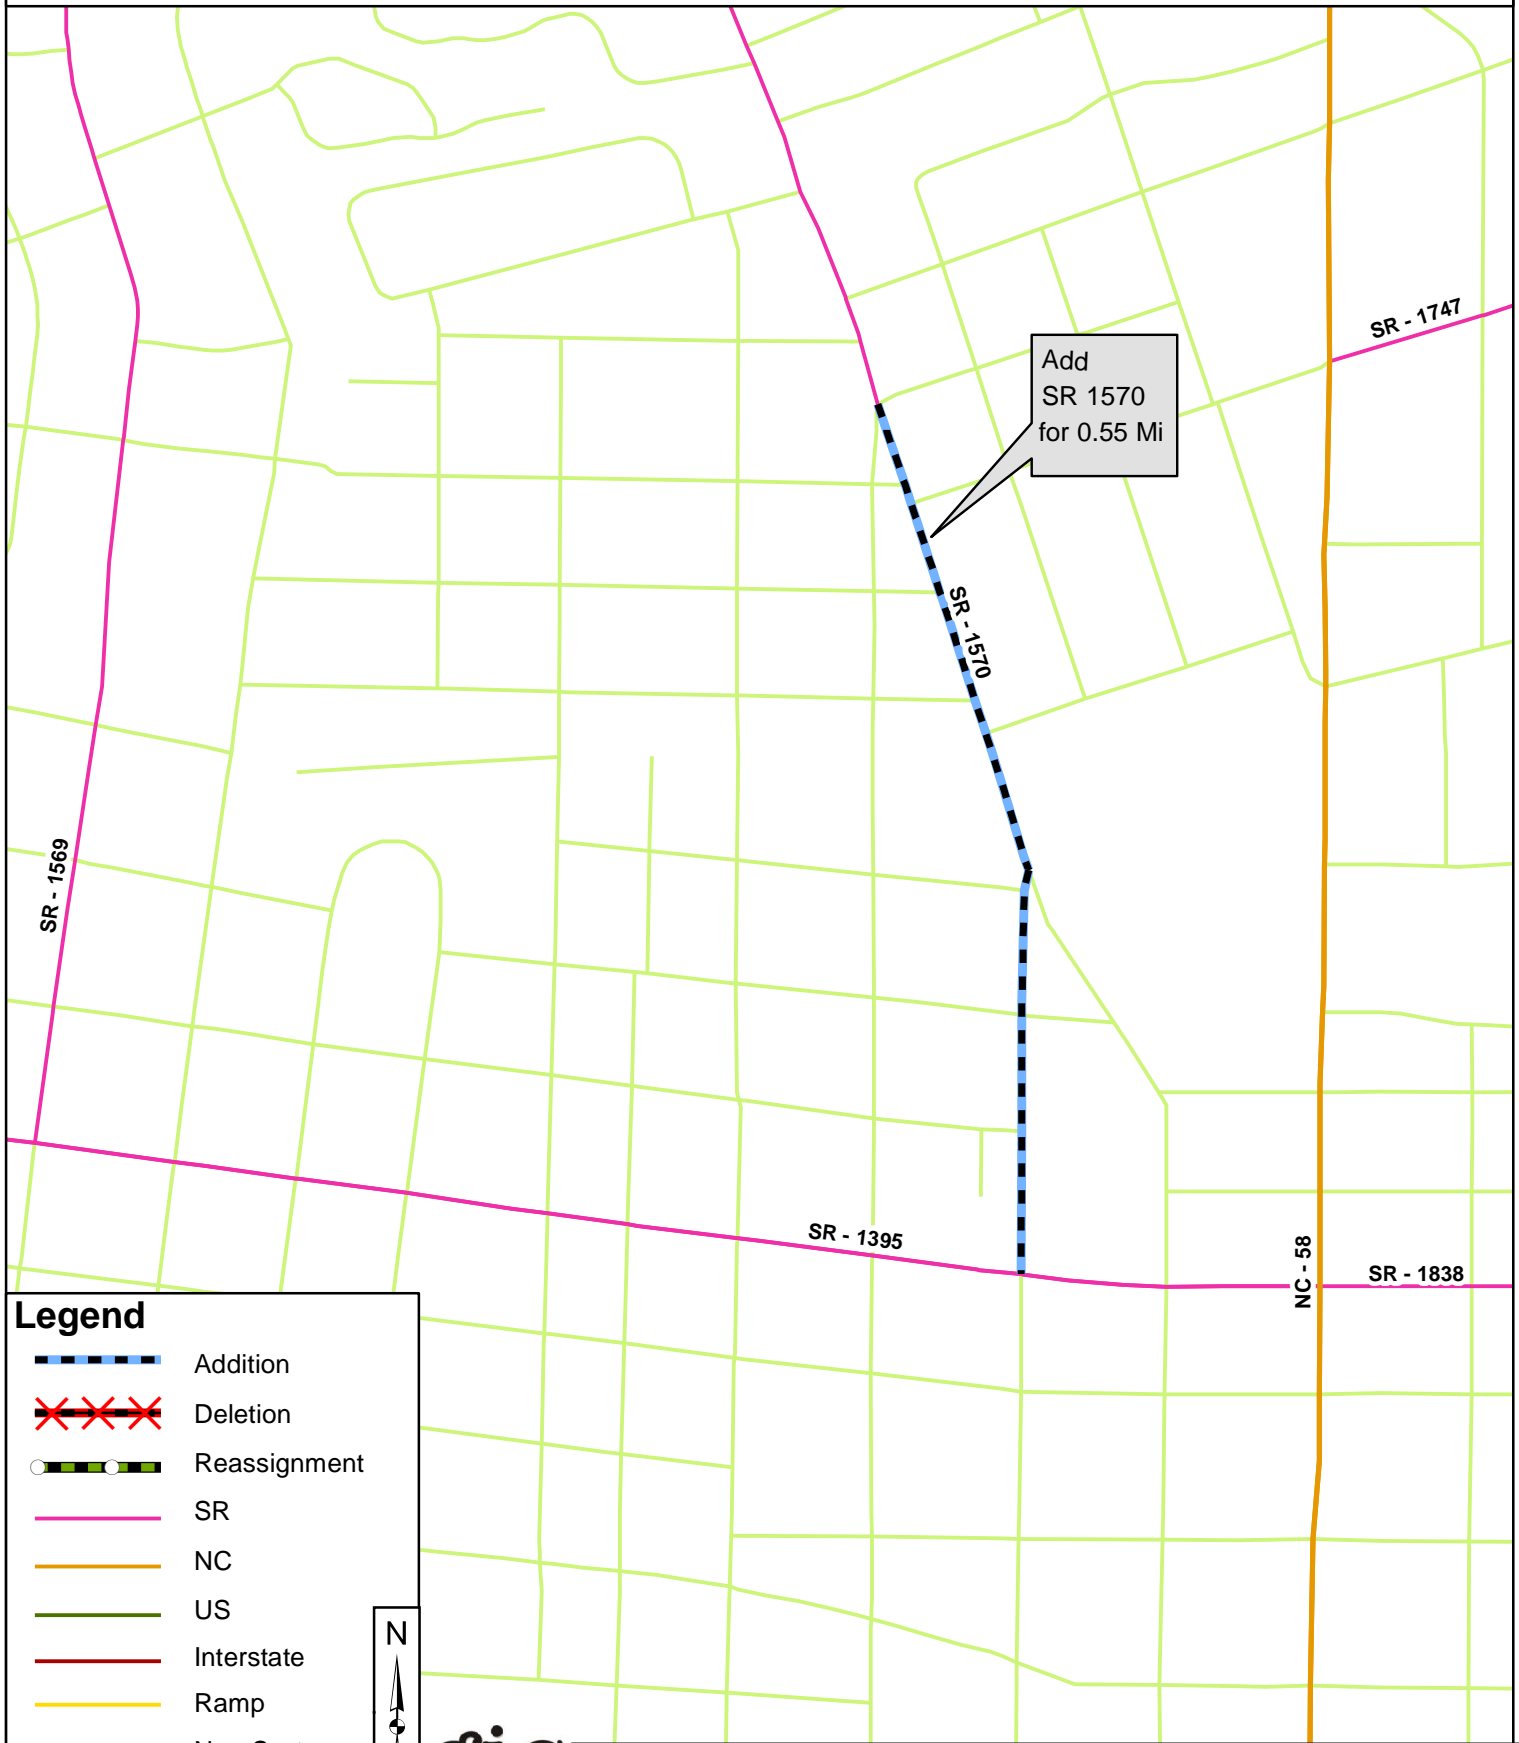 SR - 1747
Add
SR 1570
for 0.55 Mi
SR - 1570
SR - 1569
SR - 1395
NC - 58
SR - 1838
Legend
Addition
Deletion
Reassignment
SR
NC
US
Interstate
Ramp
N